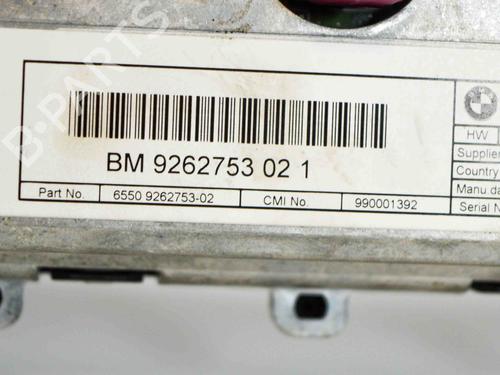 B-PARTS
BM 9262753 02 1
Part No. 6550 9262753-02 CMI No. 990001392
HW
Supplier
Country
Manu.da
Serial N